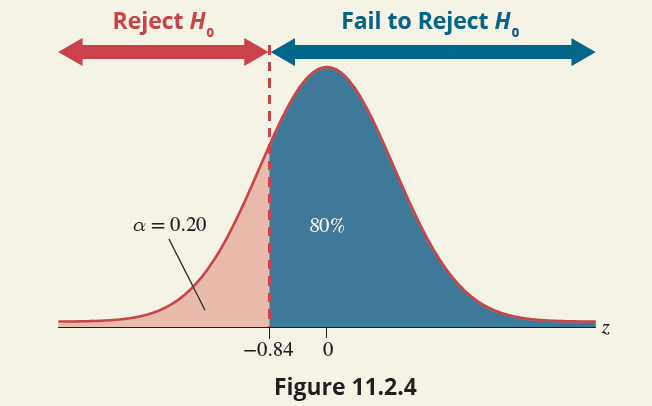 Reject H₀
Fail to Reject H₀
α = 0.20
80%
z
−0.84
0
Figure 11.2.4